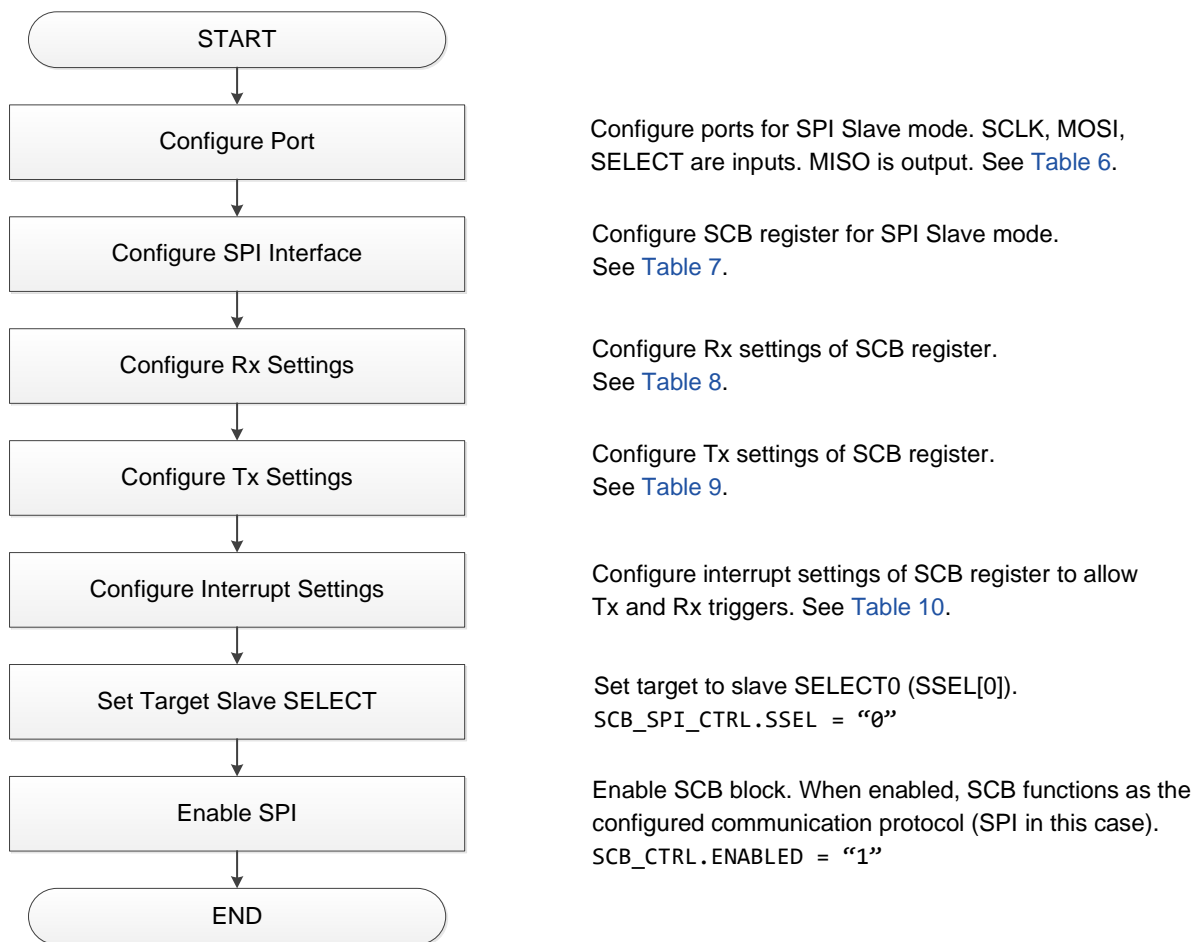 START
Configure Port
Configure ports for SPI Slave mode. SCLK, MOSI,
SELECT are inputs. MISO is output. See Table 6.
Configure SPI Interface
Configure SCB register for SPI Slave mode.
See Table 7.
Configure Rx Settings
Configure Rx settings of SCB register.
See Table 8.
Configure Tx Settings
Configure Tx settings of SCB register.
See Table 9.
Configure Interrupt Settings
Configure interrupt settings of SCB register to allow
Tx and Rx triggers. See Table 10.
Set Target Slave SELECT
Set target to slave SELECT0 (SSEL[0]).
SCB_SPI_CTRL.SSEL = “0”
Enable SPI
Enable SCB block. When enabled, SCB functions as the
configured communication protocol (SPI in this case).
SCB_CTRL.ENABLED = “1”
END